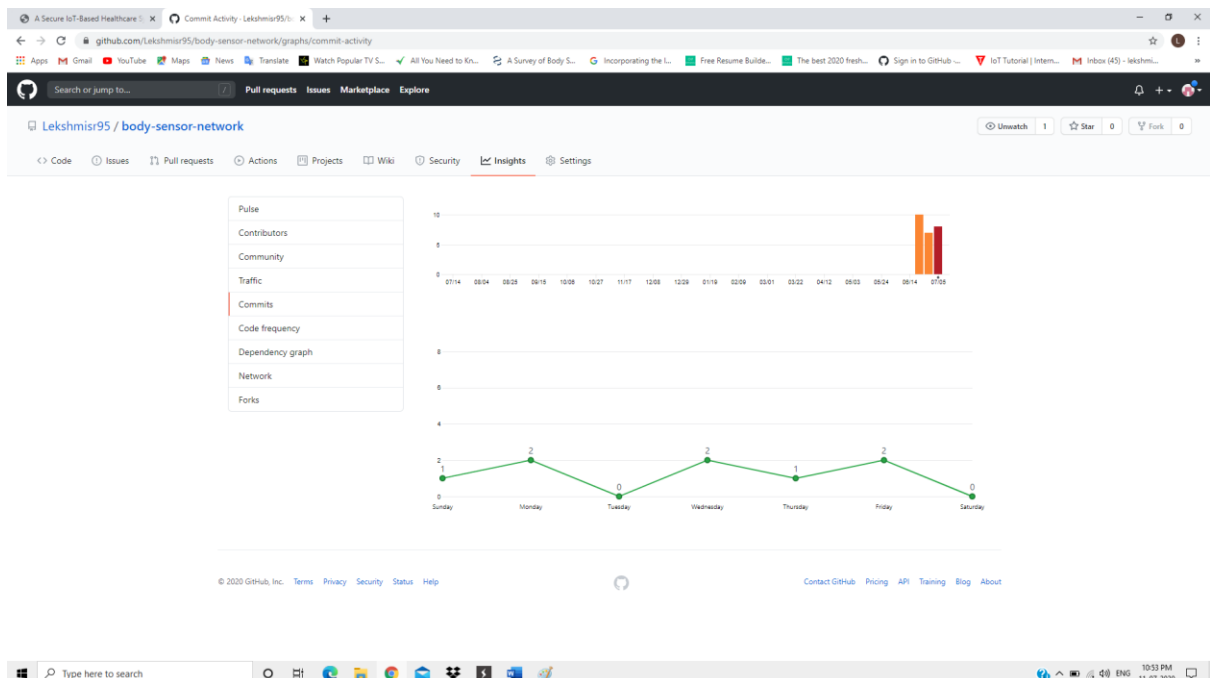 A Secure IoT-Based Healthcare S
Commit Activity · Lekshmisr95/b
github.com/Lekshmisr95/body-sensor-network/graphs/commit-activity
Apps Gmail YouTube Maps News Translate Watch Popular TV S... All You Need to Kn... A Survey of Body S... Incorporating the I... Free Resume Builde... The best 2020 fresh... Sign in to GitHub ·... IoT Tutorial | Intern... Inbox (45) - lekshmi... »
Search or jump to... / Pull requests Issues Marketplace Explore
Lekshmisr95 / body-sensor-network
Unwatch 1 Star 0 Fork 0
Code Issues Pull requests Actions Projects Wiki Security Insights Settings
Pulse
Contributors
Community
Traffic
Commits
Code frequency
Dependency graph
Network
Forks
10
5
0
07/14 08/04 08/25 09/15 10/06 10/27 11/17 12/08 12/29 01/19 02/09 03/01 03/22 04/12 05/03 05/24 06/14 07/05
8
6
4
2
0
1 2 0 2 1 2 0
Sunday Monday Tuesday Wednesday Thursday Friday Saturday
© 2020 GitHub, Inc. Terms Privacy Security Status Help
Contact GitHub Pricing API Training Blog About
Type here to search
ENG
10:53 PM
11-07-2020